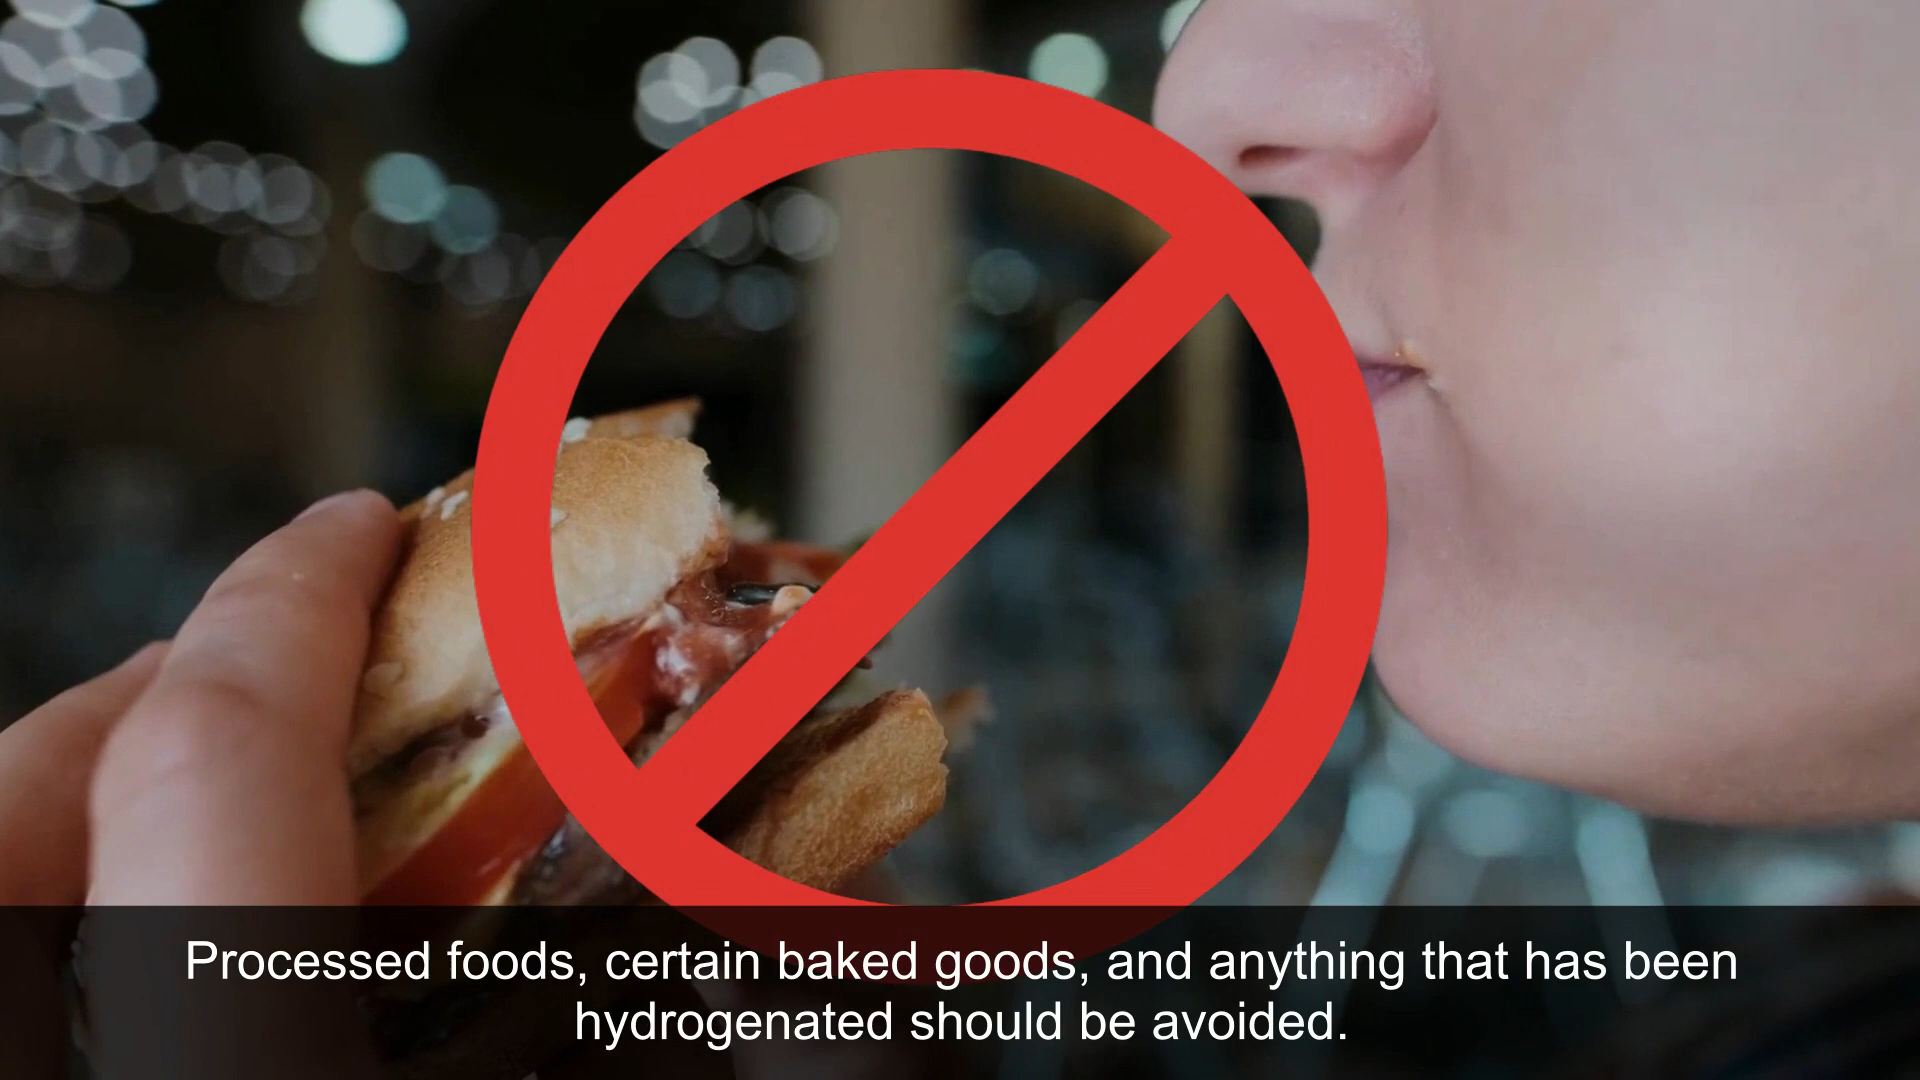 Processed foods, certain baked goods, and anything that has been
hydrogenated should be avoided.